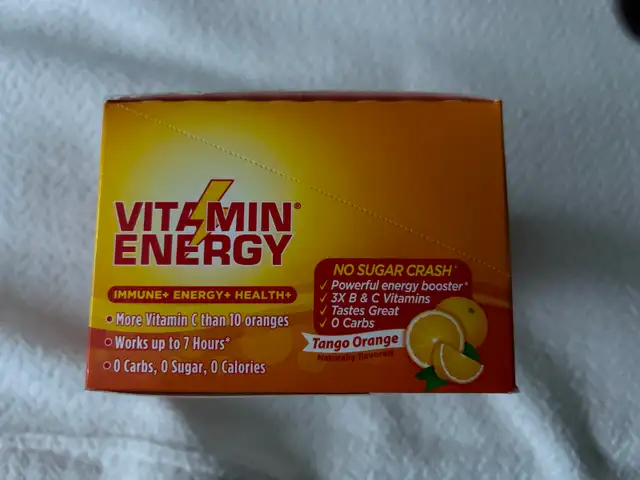 VITAMIN®
ENERGY
IMMUNE+ ENERGY+ HEALTH+
• More Vitamin C than 10 oranges
• Works up to 7 Hours*
• 0 Carbs, 0 Sugar, 0 Calories
NO SUGAR CRASH*
✓ Powerful energy booster*
✓ 3X B & C Vitamins
✓ Tastes Great
✓ 0 Carbs
Tango Orange
Naturally flavored